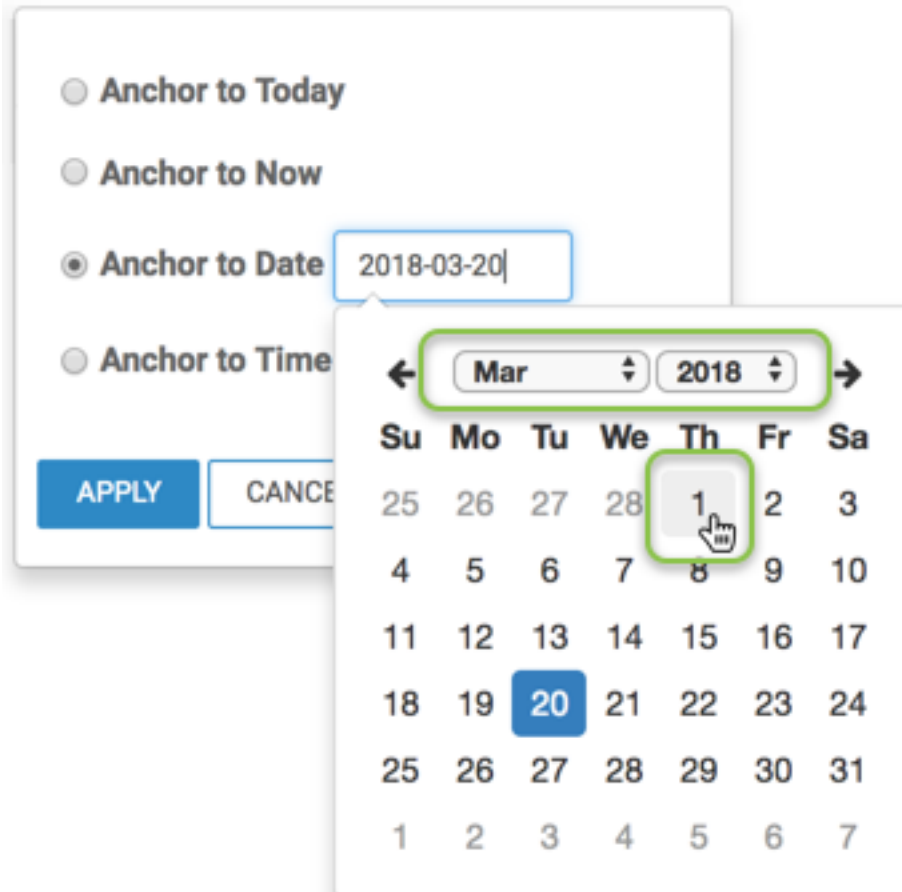 Anchor to Today
Anchor to Now
Anchor to Date 2018-03-20
Anchor to Time
APPLY CANCE
Mar 2018
Su Mo Tu We Th Fr Sa
25 26 27 28 1 2 3
4 5 6 7 8 9 10
11 12 13 14 15 16 17
18 19 20 21 22 23 24
25 26 27 28 29 30 31
1 2 3 4 5 6 7